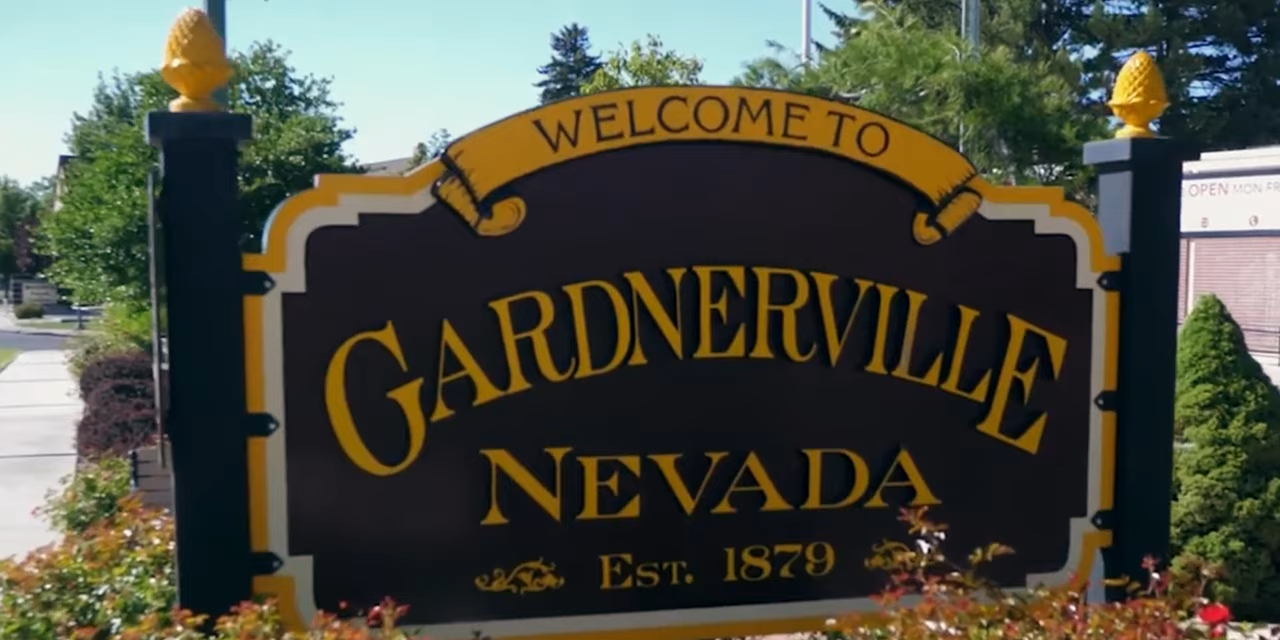 WELCOME TO
GARDNERVILLE
NEVADA
EST. 1879
OPEN MON FR